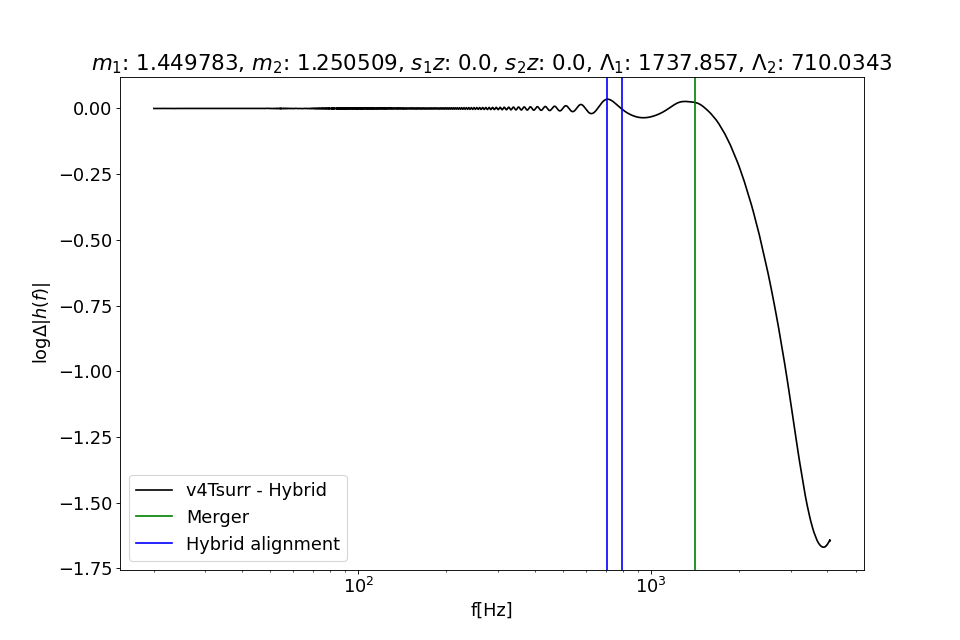 m₁: 1.449783, m₂: 1.250509, s₁z: 0.0, s₂z: 0.0, Λ₁: 1737.857, Λ₂: 710.0343
0.00
−0.25
−0.50
−0.75
−1.00
−1.25
−1.50
−1.75
logΔ|h(f)|
v4Tsurr - Hybrid
Merger
Hybrid alignment
10²
10³
f[Hz]